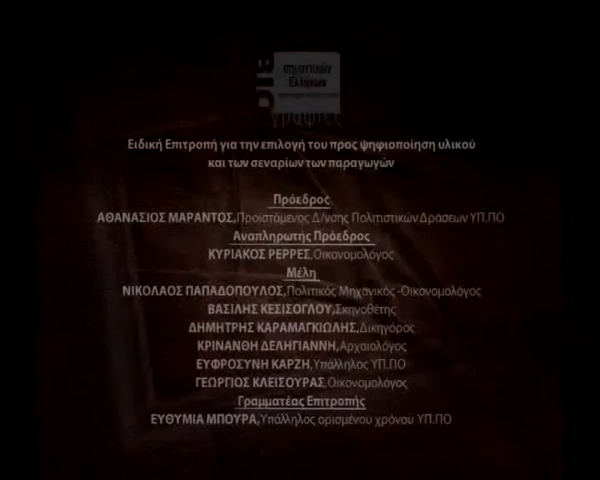 βιο
σημαντικών
Ελλήνων
γραφίες
Ειδική Επιτροπή για την επιλογή του προς ψηφιοποίηση υλικού
και των σεναρίων των παραγωγών
Πρόεδρος
ΑΘΑΝΑΣΙΟΣ ΜΑΡΑΝΤΟΣ,Προϊστάμενος Δ/νσης Πολιτιστικών Δράσεων ΥΠ.ΠΟ
Αναπληρωτής Πρόεδρος
ΚΥΡΙΑΚΟΣ ΡΕΡΡΕΣ,Οικονομολόγος
Μέλη
ΝΙΚΟΛΑΟΣ ΠΑΠΑΔΟΠΟΥΛΟΣ,Πολιτικός Μηχανικός -Οικονομολόγος
ΒΑΣΙΛΗΣ ΚΕΣΙΣΟΓΛΟΥ,Σκηνοθέτης
ΔΗΜΗΤΡΗΣ ΚΑΡΑΜΑΓΚΙΩΛΗΣ,Δικηγόρος
ΚΡΙΝΑΝΘΗ ΔΕΛΗΓΙΑΝΝΗ,Αρχαιολόγος
ΕΥΦΡΟΣΥΝΗ ΚΑΡΖΗ,Υπάλληλος ΥΠ.ΠΟ
ΓΕΩΡΓΙΟΣ ΚΛΕΙΣΟΥΡΑΣ,Οικονομολόγος
Γραμματέας Επιτροπής
ΕΥΘΥΜΙΑ ΜΠΟΥΡΑ,Υπάλληλος ορισμένου χρόνου ΥΠ.ΠΟ